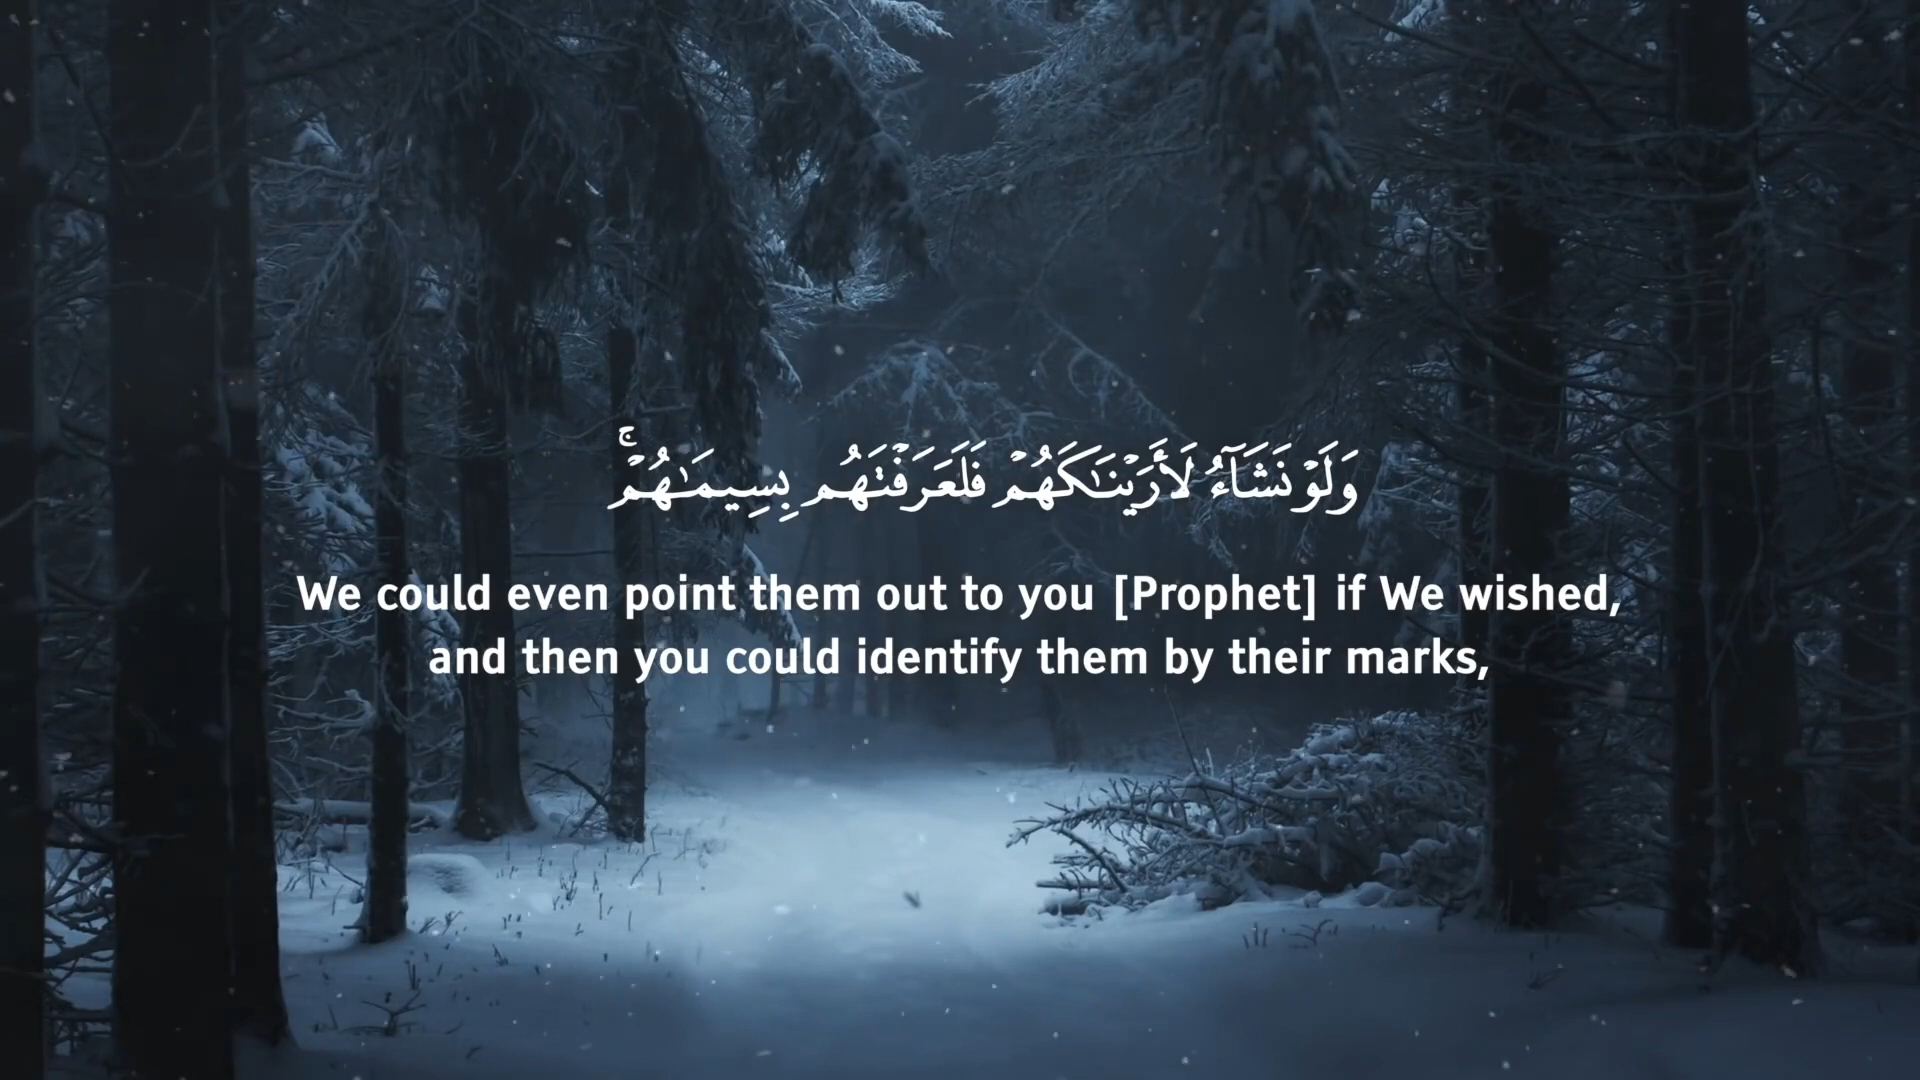 وَلَوْ نَشَآءُ لَأَرَيْنَـٰكَهُمْ فَلَعَرَفْتَهُم بِسِيمَـٰهُمْ ۚ
We could even point them out to you [Prophet] if We wished,
and then you could identify them by their marks,